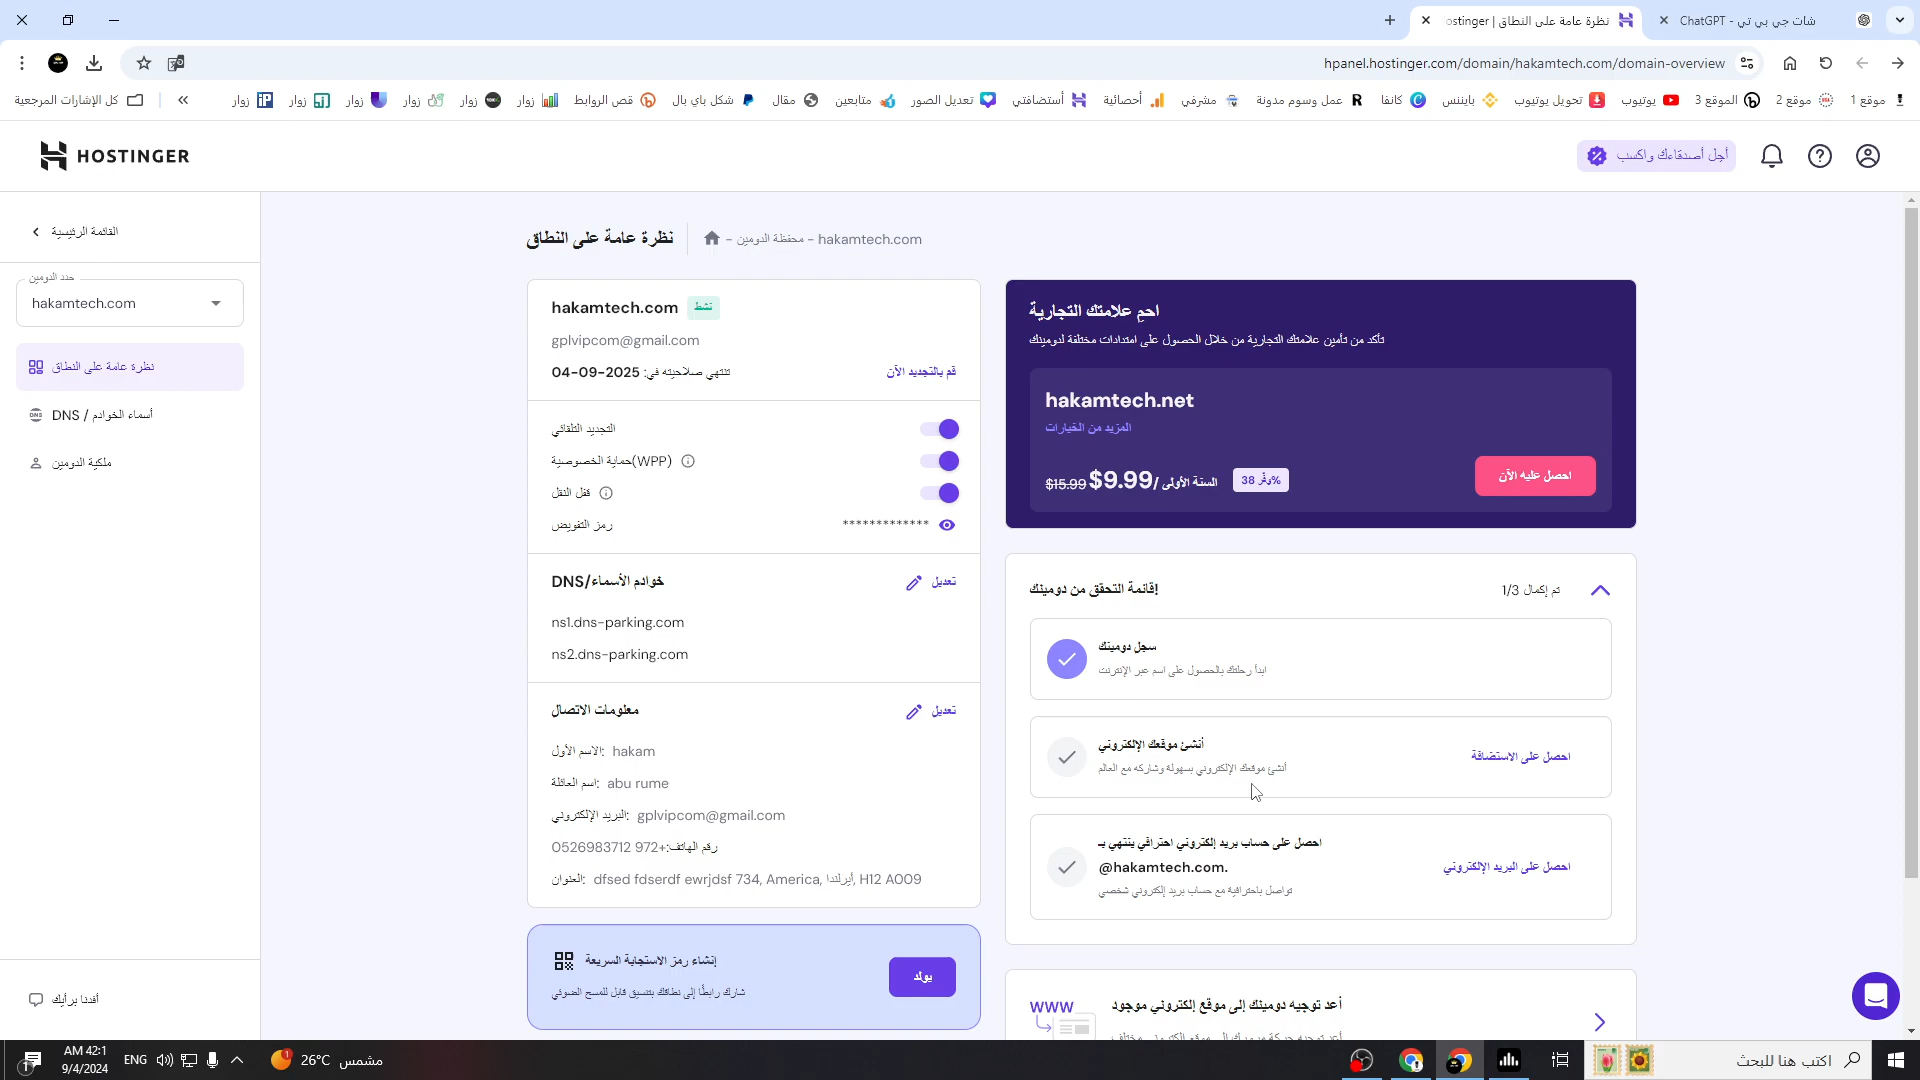 نظرة عامة على النطاق | ostinger
شات جي بي تي - ChatGPT
hpanel.hostinger.com/domain/hakamtech.com/domain-overview
موقع 1
موقع 2
الموقع 3
يوتيوب
تحويل يوتيوب
بايننس
كانفا
عمل وسوم مدونة
مشرفي
أحصائية
أستضافتي
تعديل الصور
متابعين
مقال
شكل باي بال
قص الروابط
زوار
زوار
زوار
زوار
زوار
زوار
كل الإشارات المرجعية
HOSTINGER
أحِل أصدقاءك واكسب
القائمة الرئيسية
حدد الدومين
hakamtech.com
نظرة عامة على النطاق
أسماء الخوادم / DNS
ملكية الدومين
أفدنا برأيك
نظرة عامة على النطاق
محفظة الدومين - hakamtech.com -
hakamtech.com نشط
gplvipcom@gmail.com
تنتهي صلاحيته في: 2025-09-04
قم بالتجديد الآن
التجديد التلقائي
حماية الخصوصية(WPP)
قفل النقل
رمز التفويض
*************
خوادم الأسماء/DNS
تعديل
ns1.dns-parking.com
ns2.dns-parking.com
معلومات الاتصال
تعديل
الاسم الأول: hakam
اسم العائلة: abu rume
البريد الإلكتروني: gplvipcom@gmail.com
رقم الهاتف:+972 0526983712
العنوان: dfsed fdserdf ewrjdsf 734, America, أيرلندا, H12 A009
إنشاء رمز الاستجابة السريعة
شارك رابطًا إلى نطاقك بتنسيق قابل للمسح الضوئي
يولد
احمِ علامتك التجارية
تأكد من تأمين علامتك التجارية من خلال الحصول على امتدادات مختلفة لدومينك
hakamtech.net
المزيد من الخيارات
$15.99 $9.99/ السنة الأولى
وفّر 38%
احصل عليه الآن
قائمة التحقق من دومينك!
تم إكمال 1/3
سجل دومينك
ابدأ رحلتك بالحصول على اسم عبر الإنترنت
أنشئ موقعك الإلكتروني
أنشئ موقعك الإلكتروني بسهولة وشاركه مع العالم
احصل على الاستضافة
احصل على حساب بريد إلكتروني احترافي ينتهي بـ
@hakamtech.com.
تواصل باحترافية مع حساب بريد إلكتروني شخصي
احصل على البريد الإلكتروني
WWW
أعد توجيه دومينك إلى موقع إلكتروني موجود
AM 42:1
9/4/2024
ENG
26°C مشمس
اكتب هنا للبحث